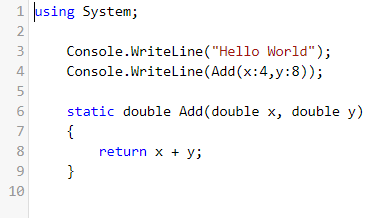 1 using System;
2
3 Console.WriteLine("Hello World");
4 Console.WriteLine(Add(x:4,y:8));
5
6 static double Add(double x, double y)
7 {
8 return x + y;
9 }
10